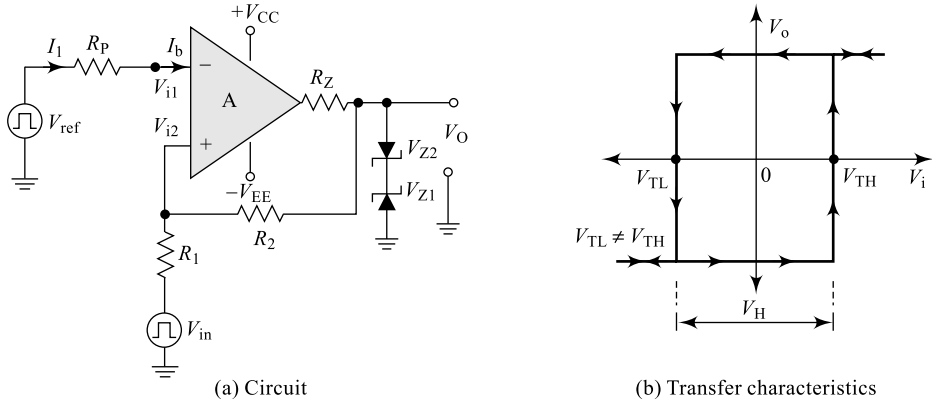 +VCC
I1
RP
Ib
Vi1
−
A
RZ
Vref
Vi2
+
VO
VZ2
−VEE
VZ1
R2
R1
Vin
(a) Circuit
Vo
VTL
0
VTH
Vi
VTL ≠ VTH
VH
(b) Transfer characteristics